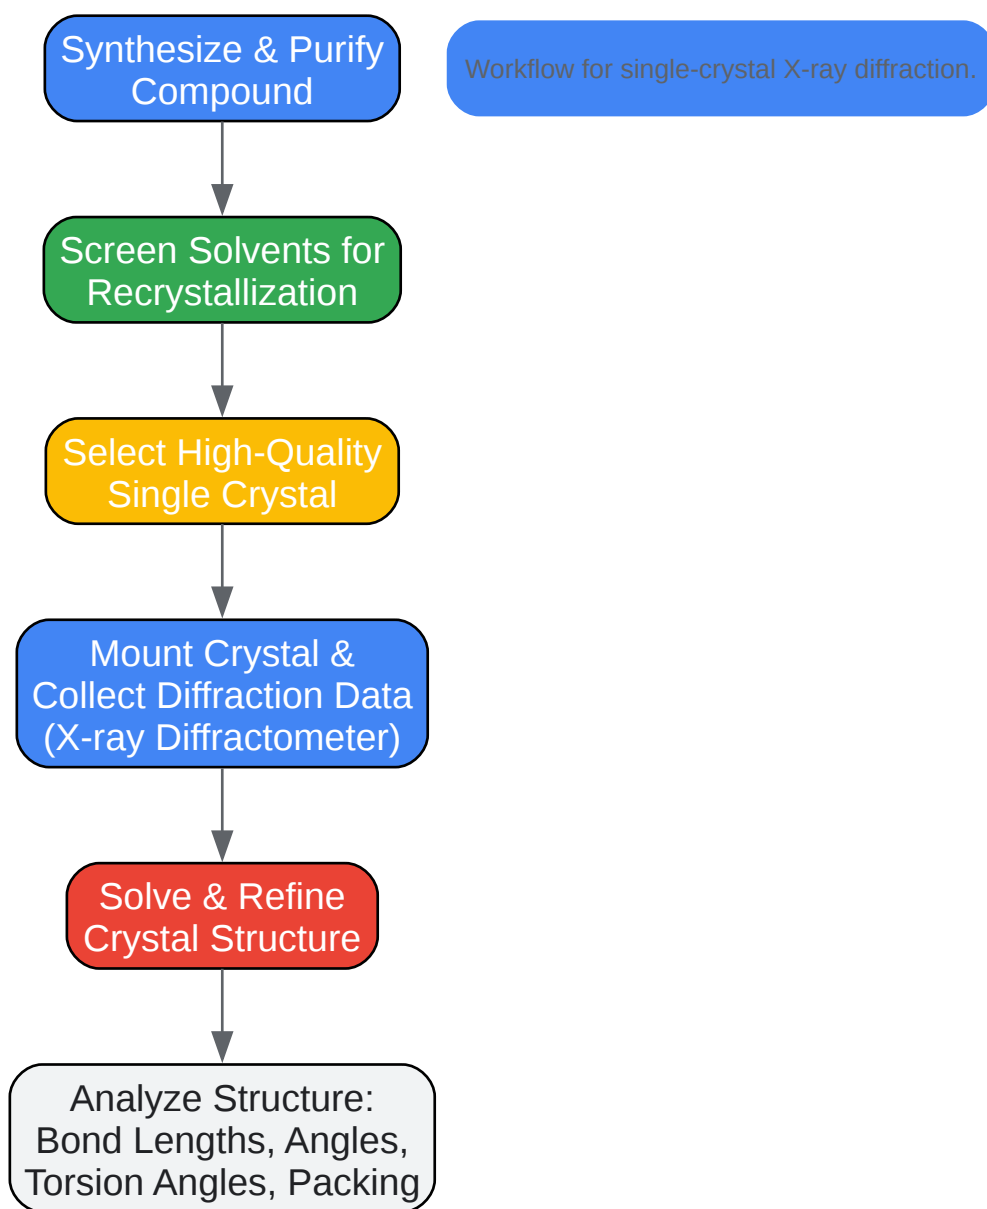 Synthesize & Purify
Compound
Workflow for single-crystal X-ray diffraction.
Screen Solvents for
Recrystallization
Select High-Quality
Single Crystal
Mount Crystal &
Collect Diffraction Data
(X-ray Diffractometer)
Solve & Refine
Crystal Structure
Analyze Structure:
Bond Lengths, Angles,
Torsion Angles, Packing